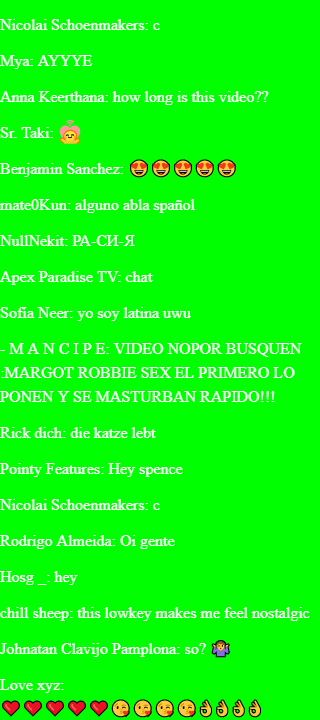 Nicolai Schoenmakers: c
Mya: AYYYE
Anna Keerthana: how long is this video??
Sr. Taki: 🙆
Benjamin Sanchez: 🤩🤩🤩🤩🤩
mate0Kun: alguno abla spañol
NullNekit: РА-СИ-Я
Apex Paradise TV: chat
Sofía Neer: yo soy latina uwu
- M A N C I P E: VIDEO NOPOR BUSQUEN
:MARGOT ROBBIE SEX EL PRIMERO LO
PONEN Y SE MASTURBAN RAPIDO!!!
Rick dich: die katze lebt
Pointy Features: Hey spence
Nicolai Schoenmakers: c
Rodrigo Almeida: Oi gente
Hosg _: hey
chill sheep: this lowkey makes me feel nostalgic
Johnatan Clavijo Pamplona: so? 🤷
Love xyz:
❤❤❤❤❤😘😘😘😘👌👌👌